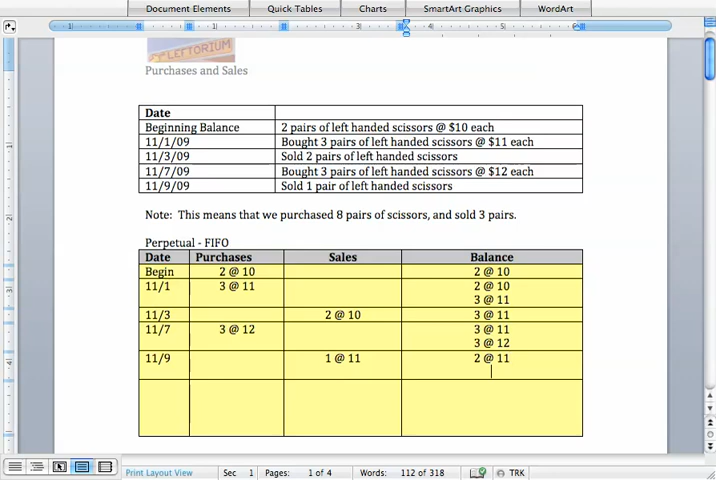 Document Elements Quick Tables Charts SmartArt Graphics WordArt
LEFTORIUM
Purchases and Sales
Date
Beginning Balance 2 pairs of left handed scissors @ $10 each
11/1/09 Bought 3 pairs of left handed scissors @ $11 each
11/3/09 Sold 2 pairs of left handed scissors
11/7/09 Bought 3 pairs of left handed scissors @ $12 each
11/9/09 Sold 1 pair of left handed scissors
Note: This means that we purchased 8 pairs of scissors, and sold 3 pairs.
Perpetual - FIFO
Date Purchases Sales Balance
Begin 2 @ 10 2 @ 10
11/1 3 @ 11 2 @ 10
3 @ 11
11/3 2 @ 10 3 @ 11
11/7 3 @ 12 3 @ 11
3 @ 12
11/9 1 @ 11 2 @ 11
Print Layout View Sec 1 Pages: 1 of 4 Words: 112 of 318 TRK